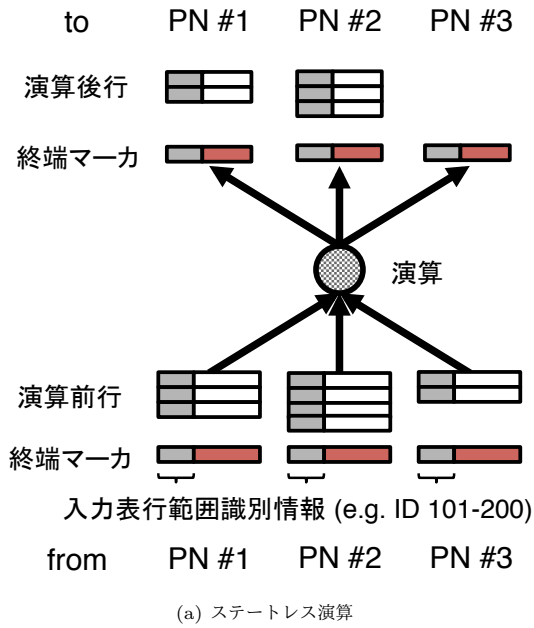 to PN #1 PN #2 PN #3
演算後行
終端マーカ
演算
演算前行
終端マーカ
入力表行範囲識別情報 (e.g. ID 101-200)
from PN #1 PN #2 PN #3
(a) ステートレス演算